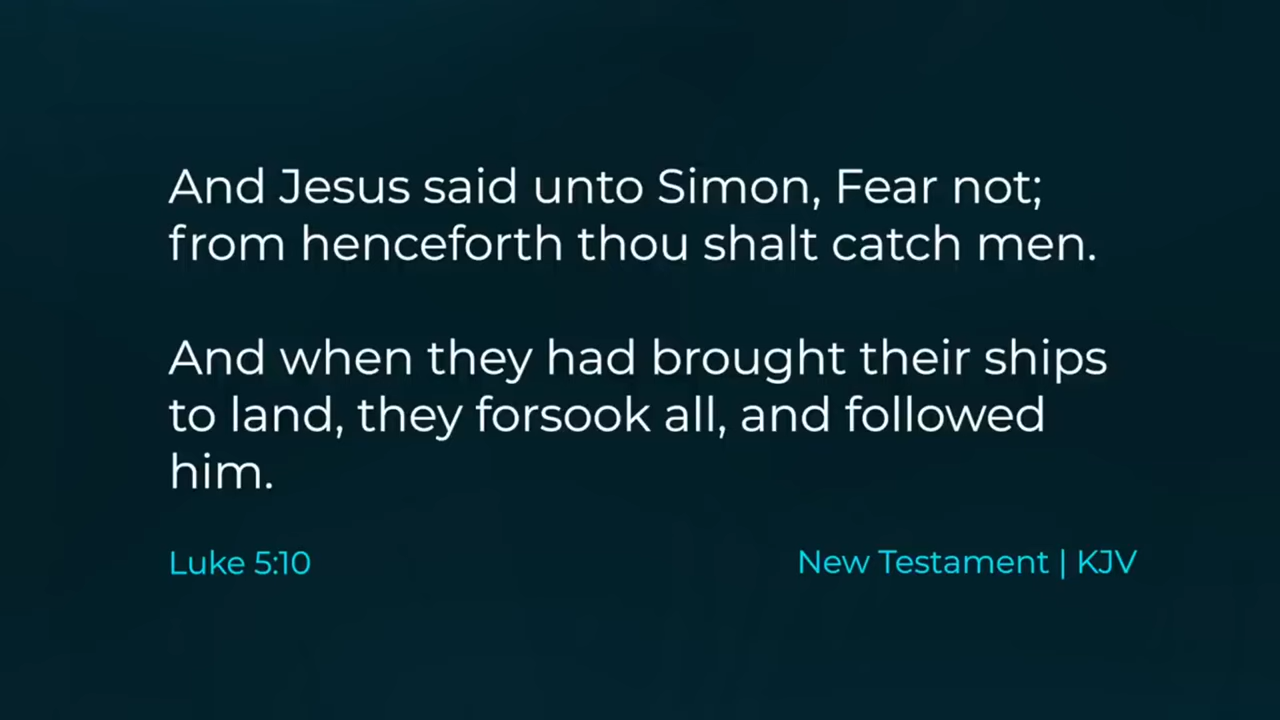 And Jesus said unto Simon, Fear not;
from henceforth thou shalt catch men.
And when they had brought their ships
to land, they forsook all, and followed
him.
Luke 5:10
New Testament | KJV